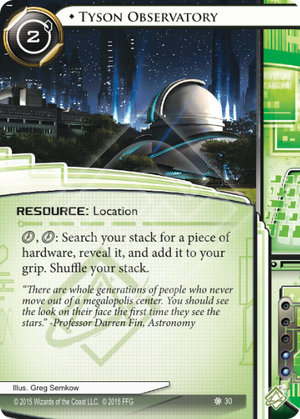 Tyson Observatory
2
RESOURCE: Location
, : Search your stack for a piece of
hardware, reveal it, and add it to your
grip. Shuffle your stack.
“There are whole generations of people who never
move out of a megalopolis center. You should see
the look on their face the first time they see the
stars.” -Professor Darren Fin, Astronomy
Illus. Greg Semkow
© 2015 Wizards of the Coast LLC. © 2015 FFG
30